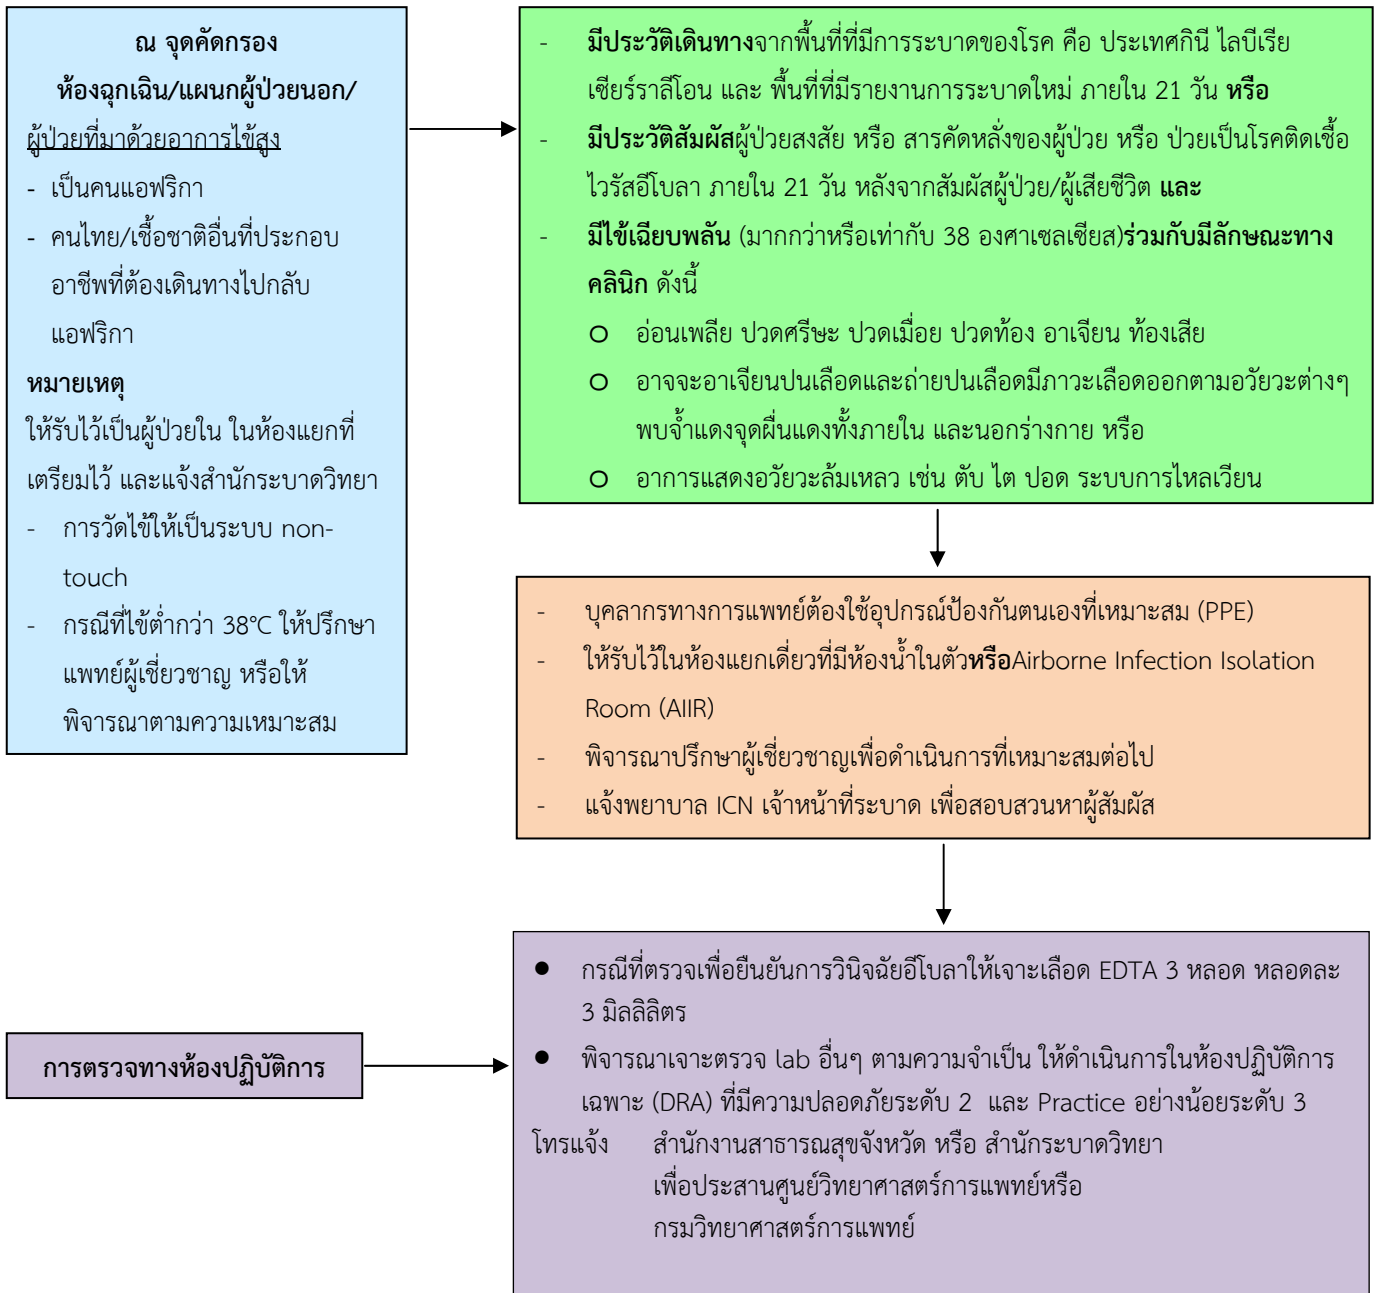 ณ จุดคัดกรอง
ห้องฉุกเฉิน/แผนกผู้ป่วยนอก/
ผู้ป่วยที่มาด้วยอาการไข้สูง
- เป็นคนแอฟริกา
- คนไทย/เชื้อชาติอื่นที่ประกอบ
อาชีพที่ต้องเดินทางไปกลับ
แอฟริกา
หมายเหตุ
ให้รับไว้เป็นผู้ป่วยใน ในห้องแยกที่
เตรียมไว้ และแจ้งสำนักระบาดวิทยา
- การวัดไข้ให้เป็นระบบ non-
touch
- กรณีที่ไข้ต่ำกว่า 38°C ให้ปรึกษา
แพทย์ผู้เชี่ยวชาญ หรือให้
พิจารณาตามความเหมาะสม
- มีประวัติเดินทางจากพื้นที่ที่มีการระบาดของโรค คือ ประเทศกินี ไลบีเรีย
เซียร์ราลีโอน และ พื้นที่ที่มีรายงานการระบาดใหม่ ภายใน 21 วัน หรือ
- มีประวัติสัมผัสผู้ป่วยสงสัย หรือ สารคัดหลั่งของผู้ป่วย หรือ ป่วยเป็นโรคติดเชื้อ
ไวรัสอีโบลา ภายใน 21 วัน หลังจากสัมผัสผู้ป่วย/ผู้เสียชีวิต และ
- มีไข้เฉียบพลัน (มากกว่าหรือเท่ากับ 38 องศาเซลเซียส)ร่วมกับมีลักษณะทาง
คลินิก ดังนี้
o อ่อนเพลีย ปวดศรีษะ ปวดเมื่อย ปวดท้อง อาเจียน ท้องเสีย
o อาจจะอาเจียนปนเลือดและถ่ายปนเลือดมีภาวะเลือดออกตามอวัยวะต่างๆ
พบจ้ำแดงจุดผื่นแดงทั้งภายใน และนอกร่างกาย หรือ
o อาการแสดงอวัยวะล้มเหลว เช่น ตับ ไต ปอด ระบบการไหลเวียน
- บุคลากรทางการแพทย์ต้องใช้อุปกรณ์ป้องกันตนเองที่เหมาะสม (PPE)
- ให้รับไว้ในห้องแยกเดี่ยวที่มีห้องน้ำในตัวหรือAirborne Infection Isolation
Room (AIIR)
- พิจารณาปรึกษาผู้เชี่ยวชาญเพื่อดำเนินการที่เหมาะสมต่อไป
- แจ้งพยาบาล ICN เจ้าหน้าที่ระบาด เพื่อสอบสวนหาผู้สัมผัส
การตรวจทางห้องปฏิบัติการ
● กรณีที่ตรวจเพื่อยืนยันการวินิจฉัยอีโบลาให้เจาะเลือด EDTA 3 หลอด หลอดละ
3 มิลลิลิตร
● พิจารณาเจาะตรวจ lab อื่นๆ ตามความจำเป็น ให้ดำเนินการในห้องปฏิบัติการ
เฉพาะ (DRA) ที่มีความปลอดภัยระดับ 2 และ Practice อย่างน้อยระดับ 3
โทรแจ้ง สำนักงานสาธารณสุขจังหวัด หรือ สำนักระบาดวิทยา
เพื่อประสานศูนย์วิทยาศาสตร์การแพทย์หรือ
กรมวิทยาศาสตร์การแพทย์